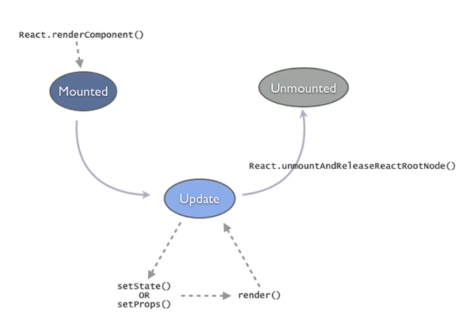 React.renderComponent()
Mounted
Unmounted
React.unmountAndReleaseReactRootNode()
Update
setState()
OR
setProps()
render()